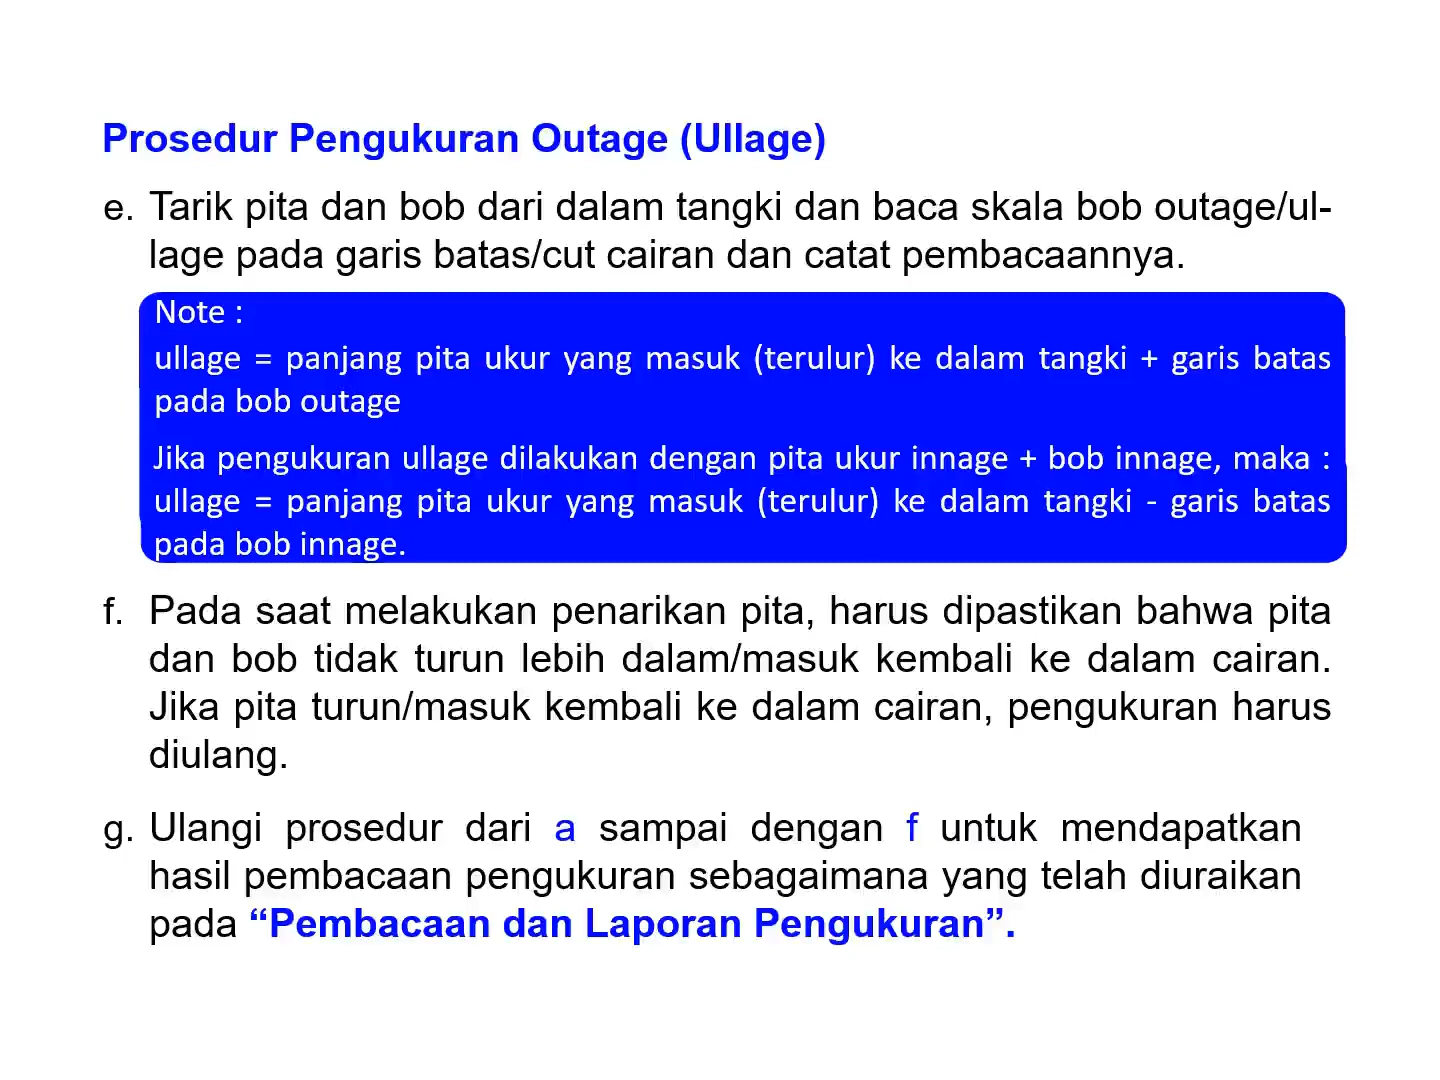 Prosedur Pengukuran Outage (Ullage)
e. Tarik pita dan bob dari dalam tangki dan baca skala bob outage/ul-
lage pada garis batas/cut cairan dan catat pembacaannya.
Note :
ullage = panjang pita ukur yang masuk (terulur) ke dalam tangki + garis batas
pada bob outage
Jika pengukuran ullage dilakukan dengan pita ukur innage + bob innage, maka :
ullage = panjang pita ukur yang masuk (terulur) ke dalam tangki - garis batas
pada bob innage.
f. Pada saat melakukan penarikan pita, harus dipastikan bahwa pita
dan bob tidak turun lebih dalam/masuk kembali ke dalam cairan.
Jika pita turun/masuk kembali ke dalam cairan, pengukuran harus
diulang.
g. Ulangi prosedur dari a sampai dengan f untuk mendapatkan
hasil pembacaan pengukuran sebagaimana yang telah diuraikan
pada “Pembacaan dan Laporan Pengukuran”.